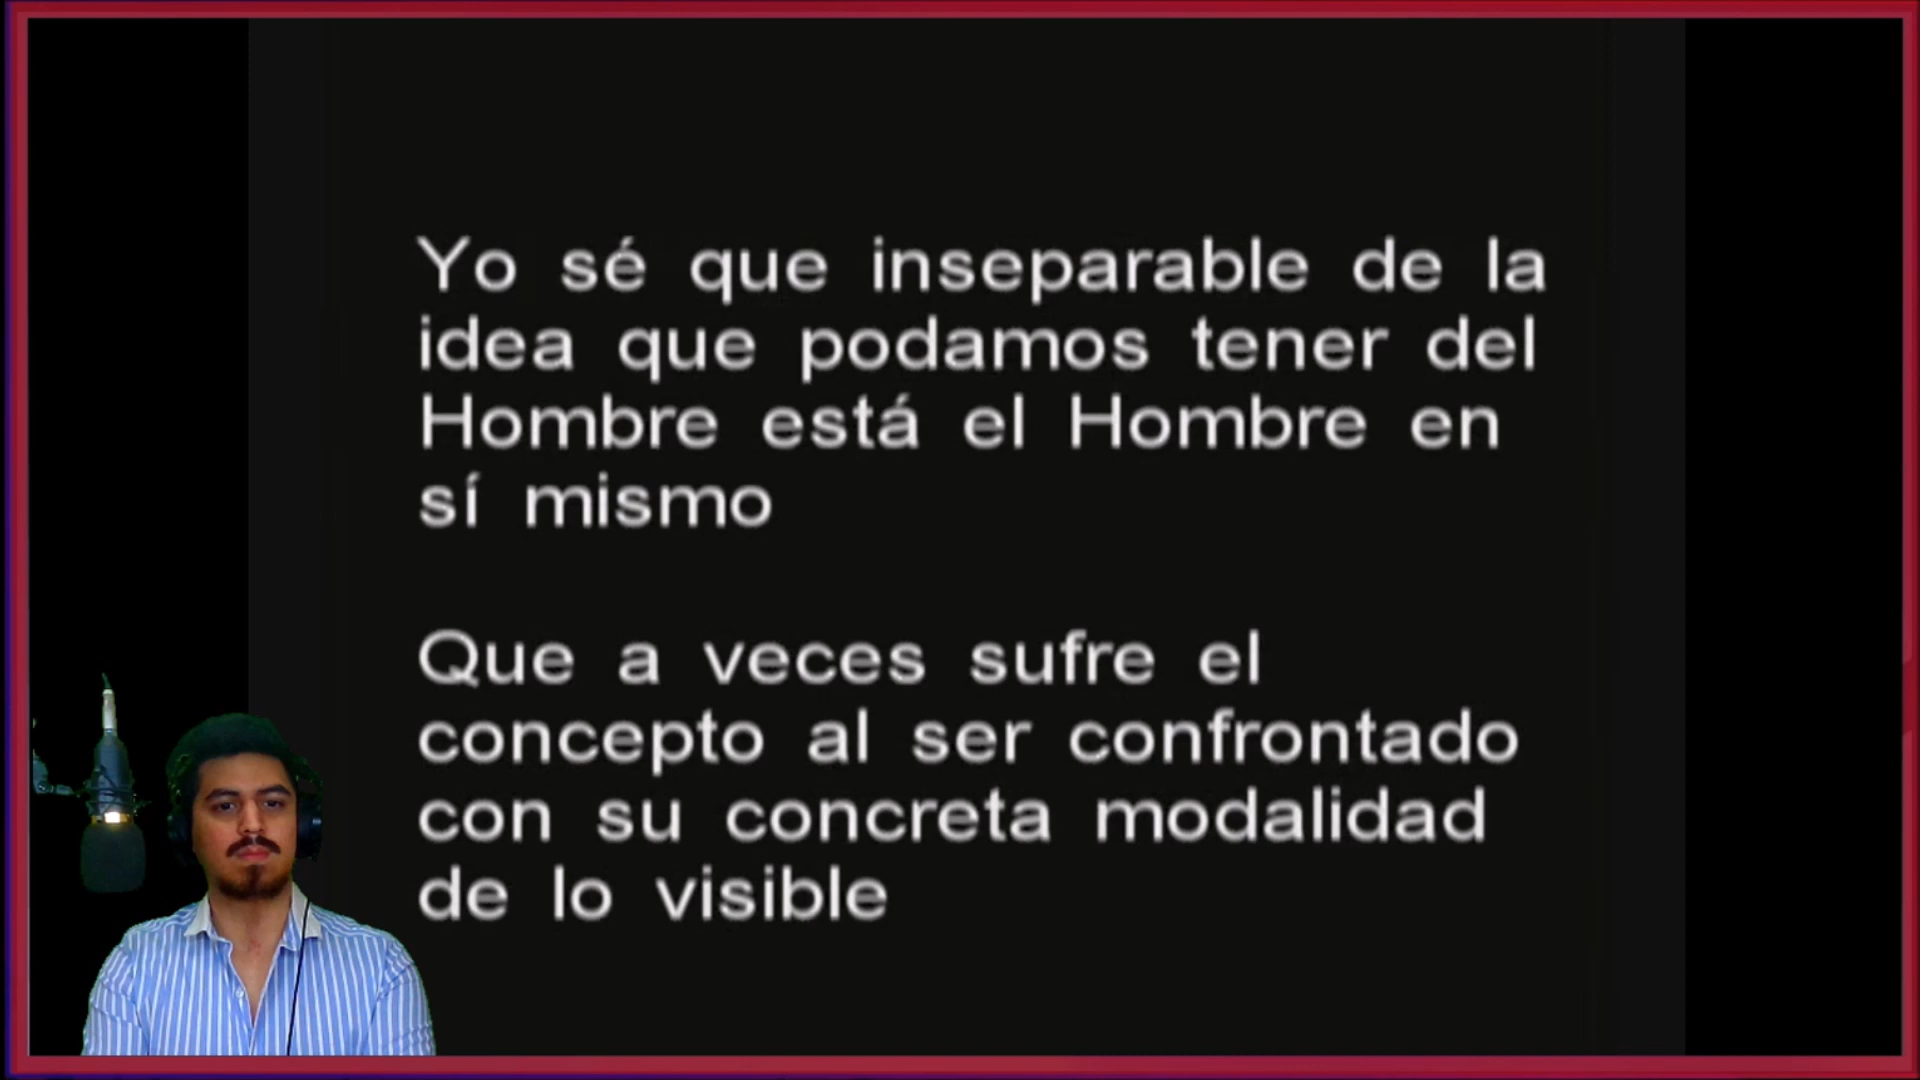 Yo sé que inseparable de la
idea que podamos tener del
Hombre está el Hombre en
sí mismo
Que a veces sufre el
concepto al ser confrontado
con su concreta modalidad
de lo visible